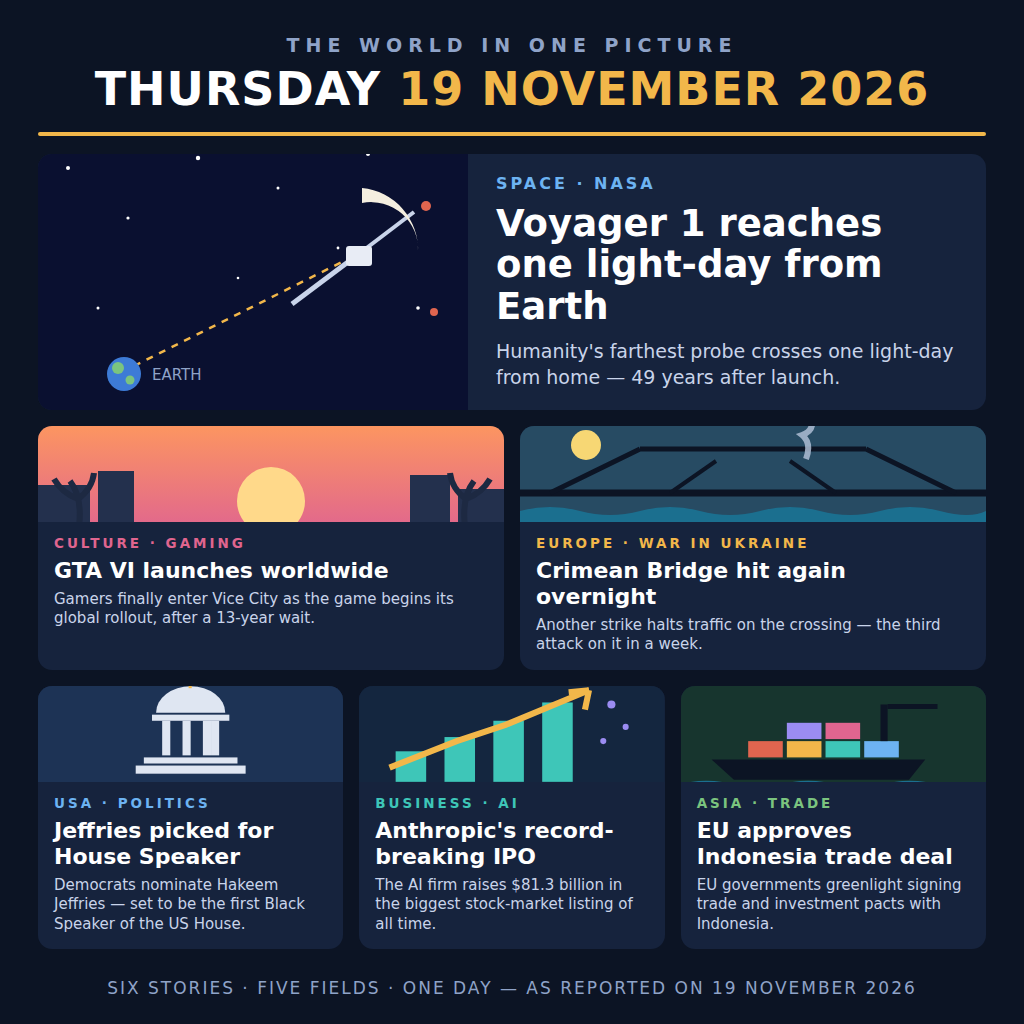 THE WORLD IN ONE PICTURE
THURSDAY 19 NOVEMBER 2026
SPACE · NASA
Voyager 1 reaches
one light-day from
Earth
Humanity's farthest probe crosses one light-day
from home — 49 years after launch.
EARTH
CULTURE · GAMING
GTA VI launches worldwide
Gamers finally enter Vice City as the game begins its
global rollout, after a 13-year wait.
EUROPE · WAR IN UKRAINE
Crimean Bridge hit again
overnight
Another strike halts traffic on the crossing — the third
attack on it in a week.
USA · POLITICS
Jeffries picked for
House Speaker
Democrats nominate Hakeem
Jeffries — set to be the first Black
Speaker of the US House.
BUSINESS · AI
Anthropic's record-
breaking IPO
The AI firm raises $81.3 billion in
the biggest stock-market listing of
all time.
ASIA · TRADE
EU approves
Indonesia trade deal
EU governments greenlight signing
trade and investment pacts with
Indonesia.
SIX STORIES · FIVE FIELDS · ONE DAY — AS REPORTED ON 19 NOVEMBER 2026